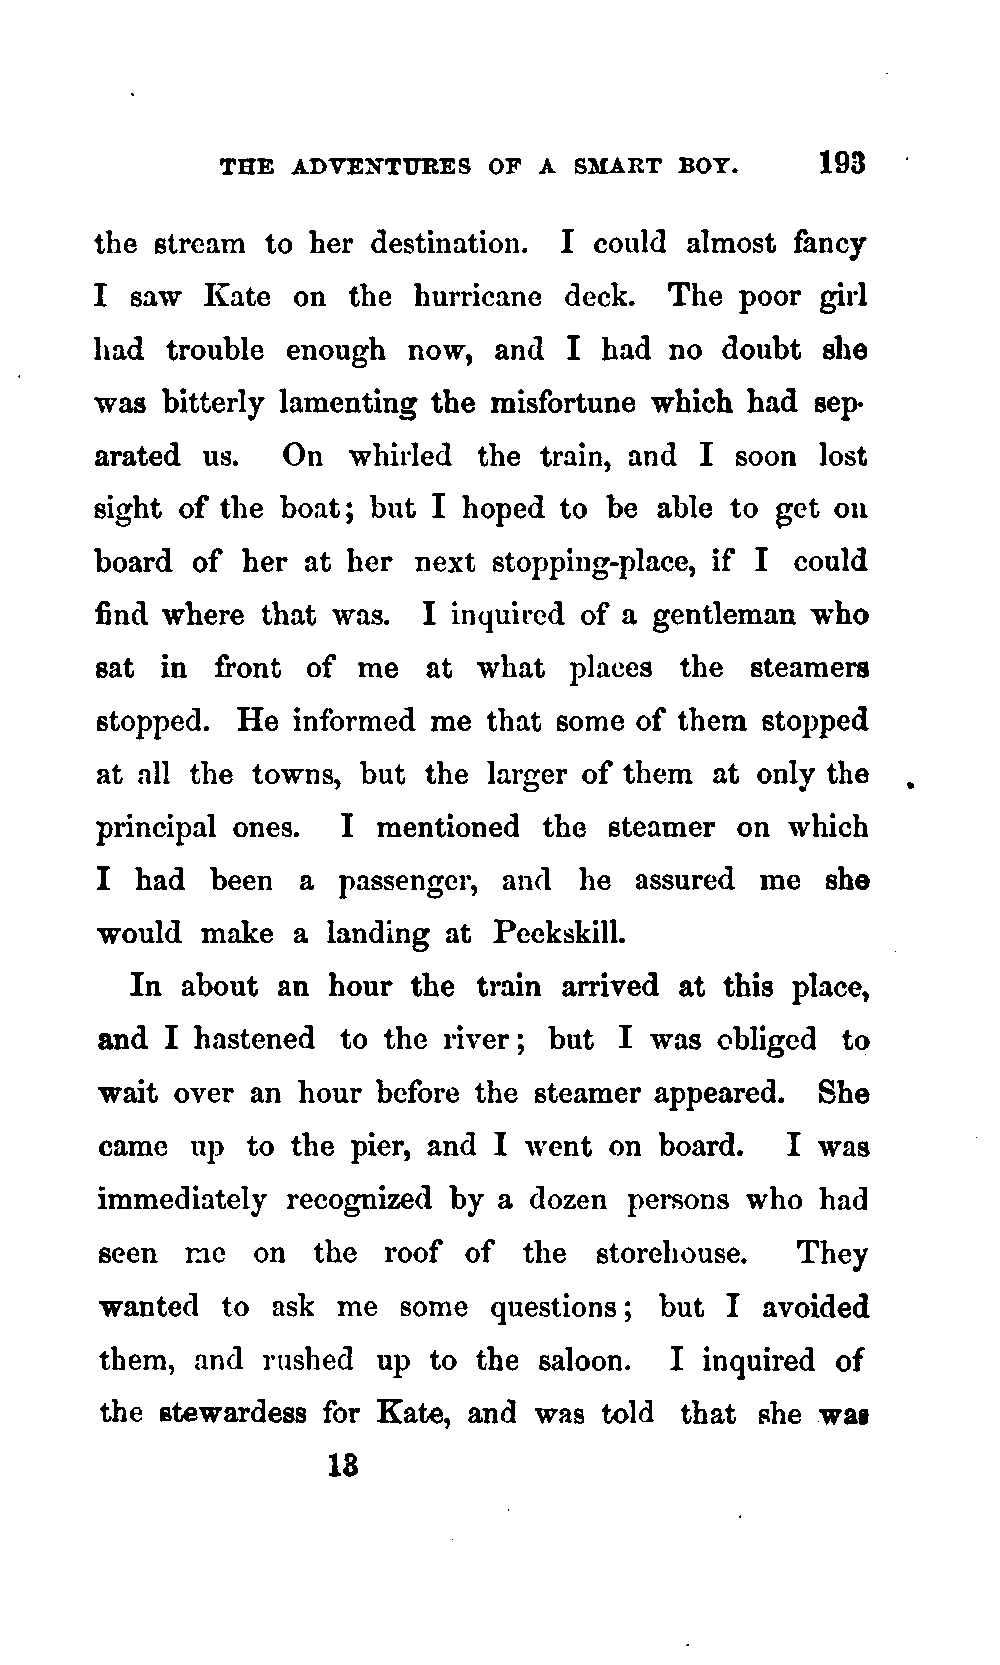 THE ADVENTURES OF A SMART BOY. 193
the stream to her destination. I could almost fancy
I saw Kate on the hurricane deck. The poor girl
had trouble enough now, and I had no doubt she
was bitterly lamenting the misfortune which had sep-
arated us. On whirled the train, and I soon lost
sight of the boat; but I hoped to be able to get on
board of her at her next stopping-place, if I could
find where that was. I inquired of a gentleman who
sat in front of me at what places the steamers
stopped. He informed me that some of them stopped
at all the towns, but the larger of them at only the
principal ones. I mentioned the steamer on which
I had been a passenger, and he assured me she
would make a landing at Peekskill.
In about an hour the train arrived at this place,
and I hastened to the river; but I was obliged to
wait over an hour before the steamer appeared. She
came up to the pier, and I went on board. I was
immediately recognized by a dozen persons who had
seen me on the roof of the storehouse. They
wanted to ask me some questions; but I avoided
them, and rushed up to the saloon. I inquired of
the stewardess for Kate, and was told that she was
13